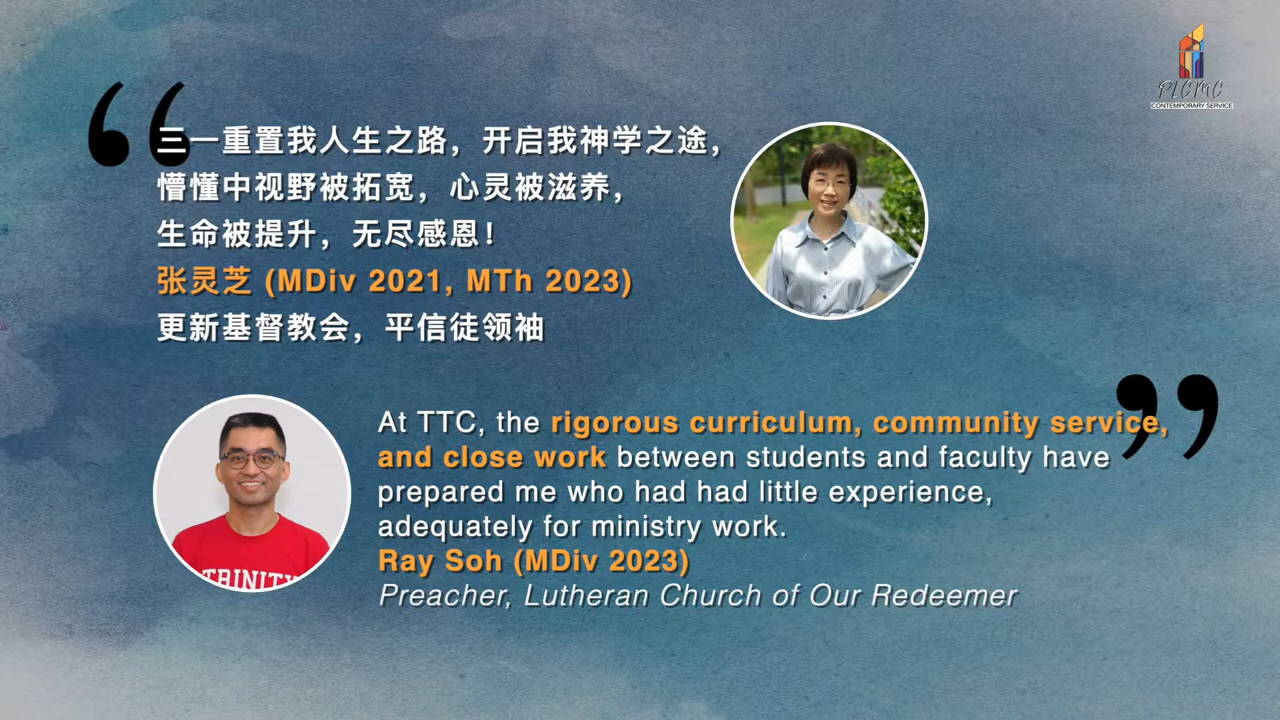 PLCMC
CONTEMPORARY SERVICE
三一重置我人生之路，开启我神学之途，
懵懂中视野被拓宽，心灵被滋养，
生命被提升，无尽感恩！
张灵芝 (MDiv 2021, MTh 2023)
更新基督教会，平信徒领袖
At TTC, the rigorous curriculum, community service,
and close work between students and faculty have
prepared me who had had little experience,
adequately for ministry work.
Ray Soh (MDiv 2023)
Preacher, Lutheran Church of Our Redeemer
TRINITY